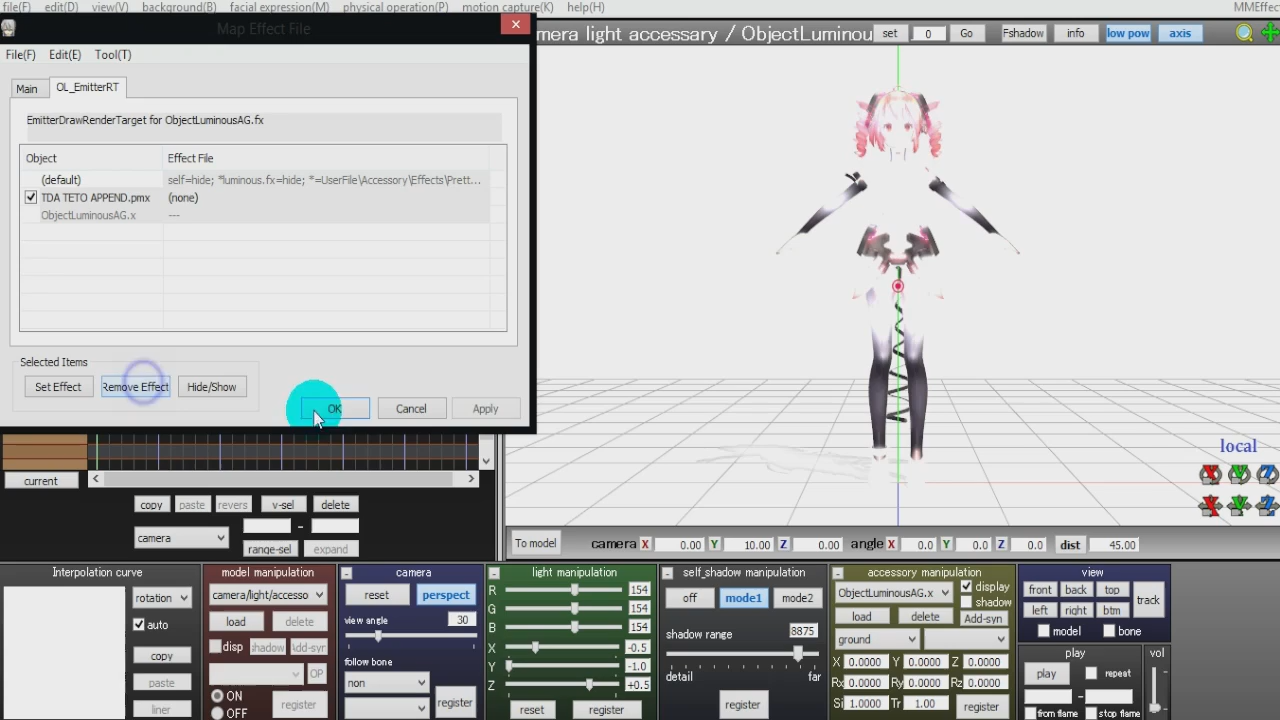 file(F) edit(D) view(V) background(B) facial expression(M) physical operation(P) motion capture(K) help(H) MMEffec
Map Effect File
mera light accessary / ObjectLuminou set 0 Go Fshadow info low pow axis
File(F) Edit(E) Tool(T)
Main OL_EmitterRT
EmitterDrawRenderTarget for ObjectLuminousAG.fx
Object Effect File
(default) self=hide; *luminous.fx=hide; *=UserFile\Accessory\Effects\Prett...
TDA TETO APPEND.pmx (none)
ObjectLuminousAG.x ---
Selected Items
Set Effect Remove Effect Hide/Show
OK Cancel Apply
local
X Y Z
X Y Z
current < >
copy paste revers v-sel delete
camera -
range-sel expand
To model camera X 0.00 Y 10.00 Z 0.00 angle X 0.0 Y 0.0 Z 0.0 dist 45.00
Interpolation curve
rotation
auto
copy
paste
liner
model manipulation
camera/light/accesso
load delete
disp shadow Add-syn
OP
ON
OFF
register
- camera
reset perspect
view angle 30
follow bone
non
register
- light manipulation
R 154
G 154
B 154
X -0.5
Y -1.0
Z +0.5
reset register
- self_shadow manipulation
off mode1 mode2
shadow range 8875
detail far
register
- accessory manipulation
ObjectLuminousAG.x display
shadow
load delete Add-syn
ground
X 0.0000 Y 0.0000 Z 0.0000
Rx 0.0000 Ry 0.0000 Rz 0.0000
Si 1.0000 Tr 1.00 register
view
front back top
left right btm
track
model bone
play
play repeat
-
from flame stop flame
vol